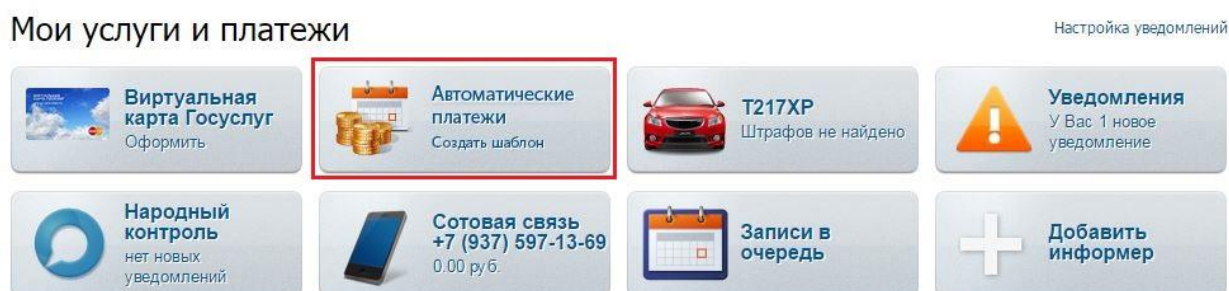 Мои услуги и платежи
Настройка уведомлений
Виртуальная
карта Госуслуг
Оформить
Автоматические
платежи
Создать шаблон
Т217ХР
Штрафов не найдено
Уведомления
У Вас 1 новое
уведомление
Народный
контроль
нет новых
уведомлений
Сотовая связь
+7 (937) 597-13-69
0.00 руб.
Записи в
очередь
Добавить
информер